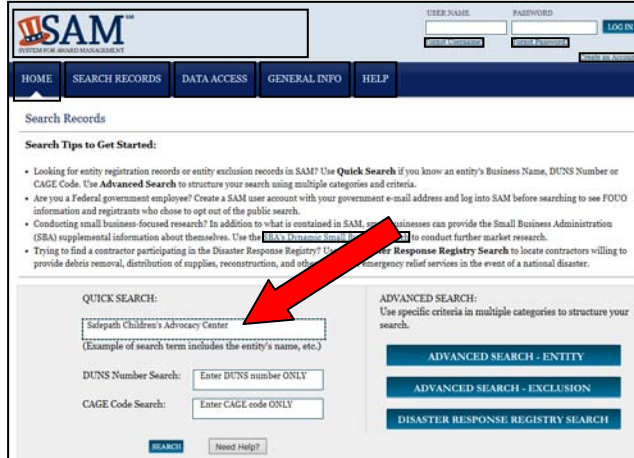 USER NAME PASSWORD
SAM
SYSTEM FOR AWARD MANAGEMENT
LOG IN
Forgot Username? Forgot Password?
Create an Account
HOME SEARCH RECORDS DATA ACCESS GENERAL INFO HELP
Search Records
Search Tips to Get Started:
• Looking for entity registration records or entity exclusion records in SAM? Use Quick Search if you know an entity's Business Name, DUNS Number or
CAGE Code. Use Advanced Search to structure your search using multiple categories and criteria.
• Are you a Federal government employee? Create a SAM user account with your government e-mail address and log into SAM before searching to see FOUO
information and registrants who chose to opt out of the public search.
• Conducting small business-focused research? In addition to what is contained in SAM, small businesses can provide the Small Business Administration
(SBA) supplemental information about themselves. Use the SBA's Dynamic Small to conduct further market research.
• Trying to find a contractor participating in the Disaster Response Registry? Response Registry Search to locate contractors willing to
provide debris removal, distribution of supplies, reconstruction, and other emergency relief services in the event of a national disaster.
QUICK SEARCH:
Safepath Children's Advocacy Center
(Example of search term includes the entity's name, etc.)
DUNS Number Search: Enter DUNS number ONLY
CAGE Code Search: Enter CAGE code ONLY
SEARCH Need Help?
ADVANCED SEARCH:
Use specific criteria in multiple categories to structure your
search.
ADVANCED SEARCH - ENTITY
ADVANCED SEARCH - EXCLUSION
DISASTER RESPONSE REGISTRY SEARCH